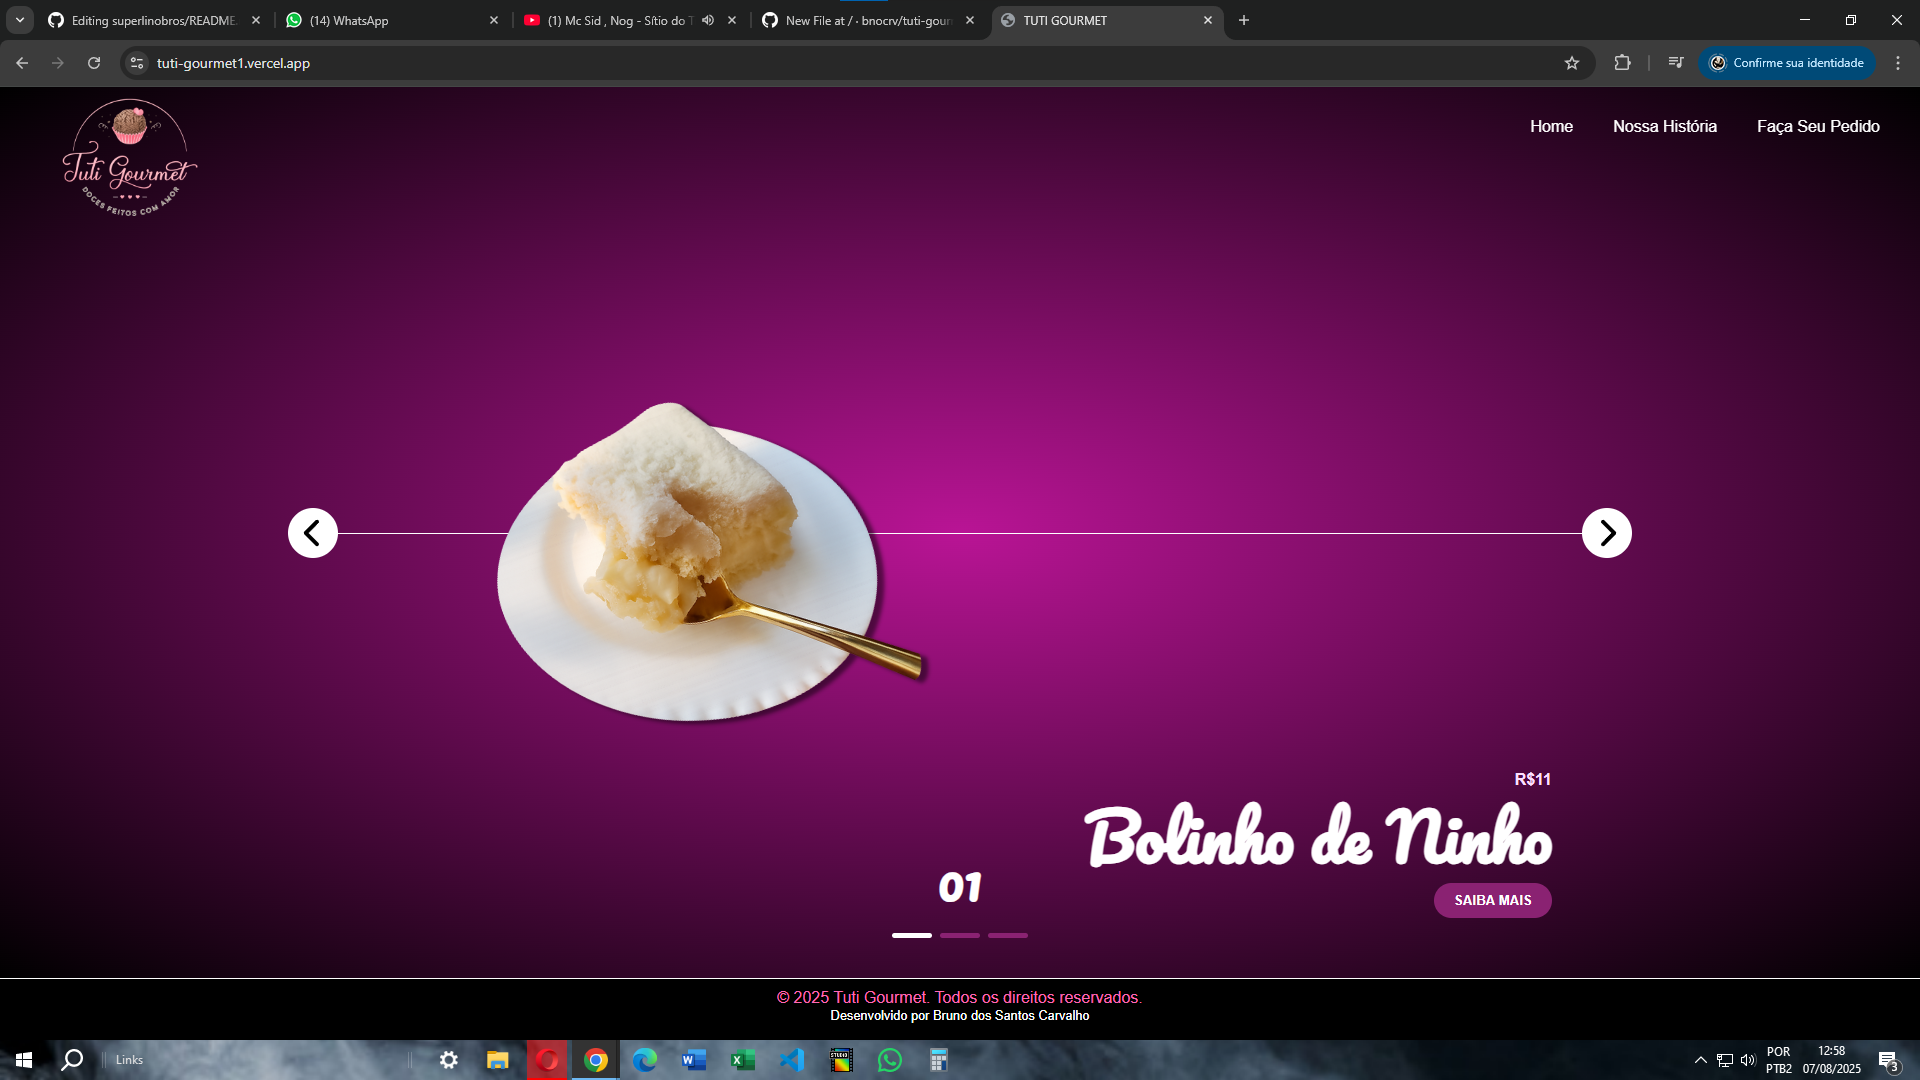 Editing superlinobros/README.
(14) WhatsApp
(1) Mc Sid , Nog - Sítio do T
New File at / · bnocrv/tuti-gour
TUTI GOURMET
tuti-gourmet1.vercel.app
Confirme sua identidade
Tuti Gourmet
DOCES FEITOS COM AMOR
Home
Nossa História
Faça Seu Pedido
R$11
Bolinho de Ninho
01
SAIBA MAIS
© 2025 Tuti Gourmet. Todos os direitos reservados.
Desenvolvido por Bruno dos Santos Carvalho
Links
STUDIO
POR
PTB2
12:58
07/08/2025
3